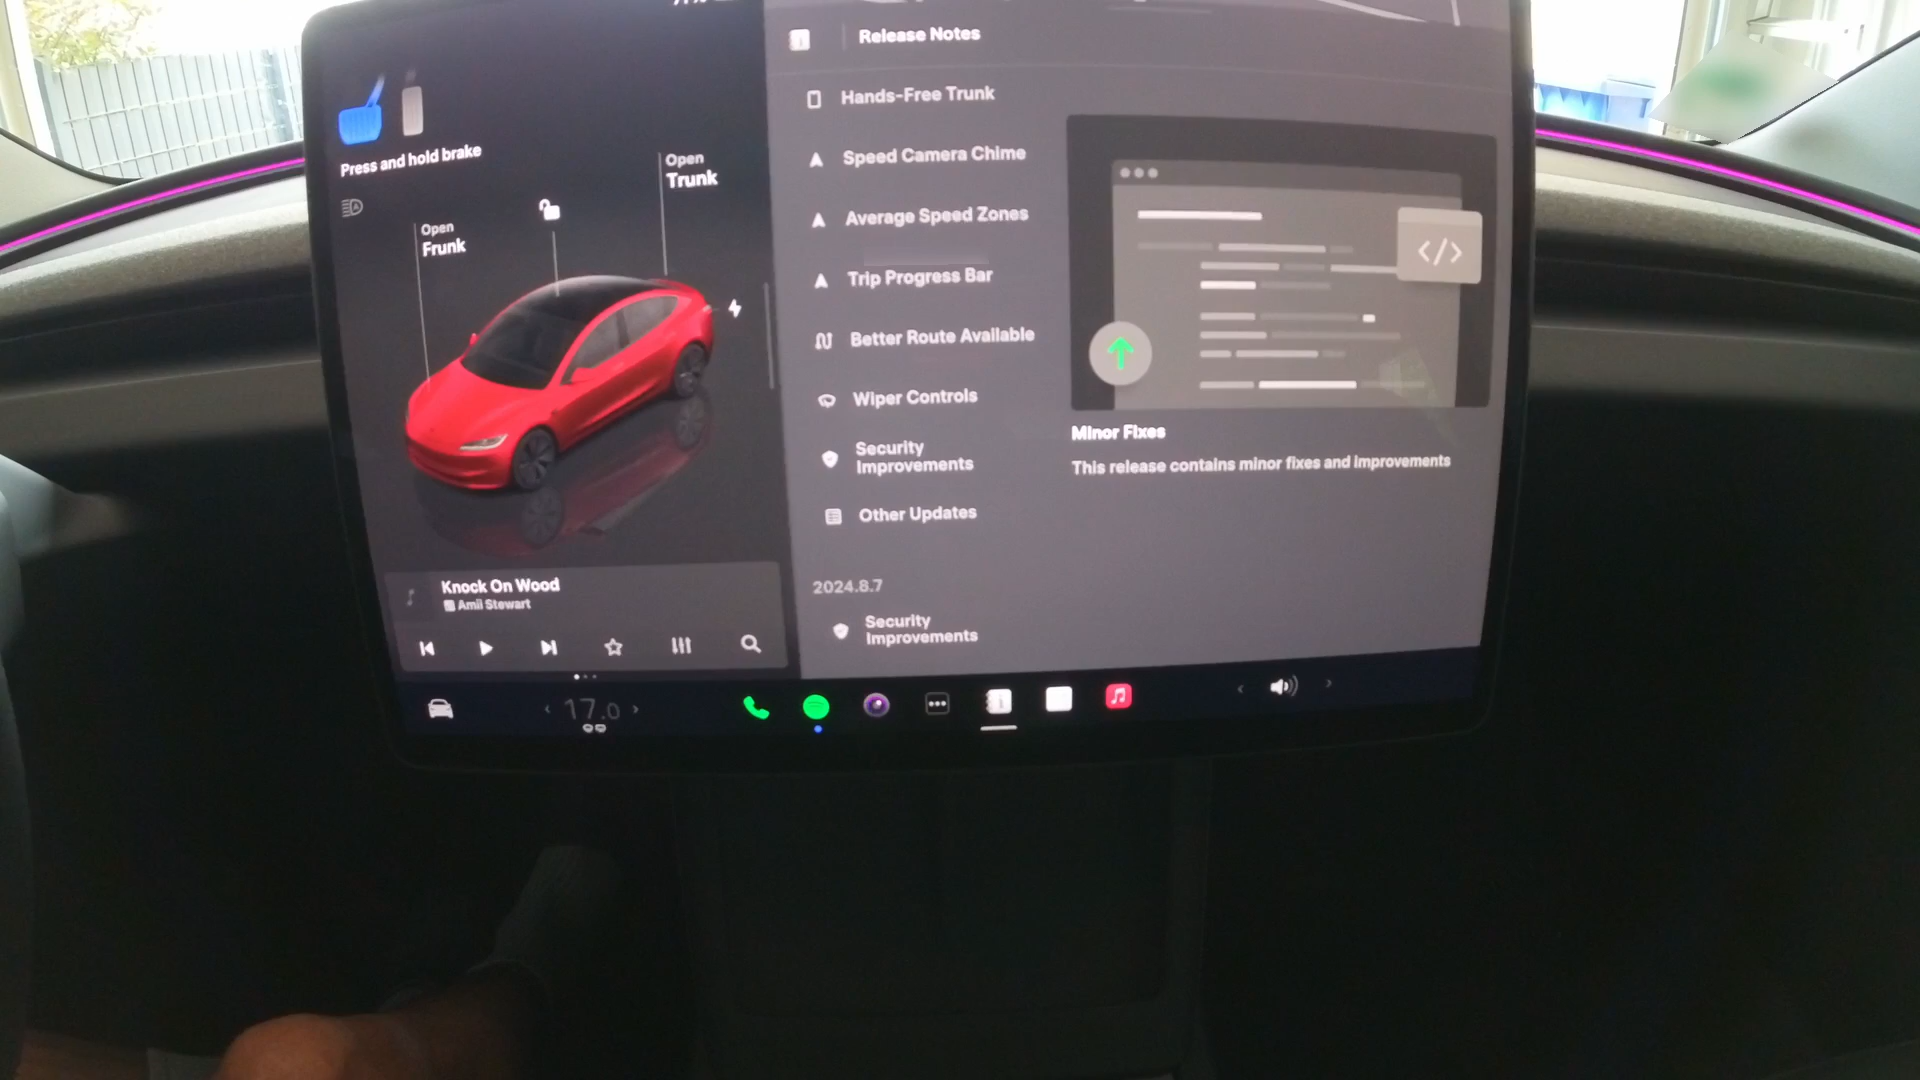 Press and hold brake
Open
Trunk
Open
Frunk
Knock On Wood
Amii Stewart
17.0
Release Notes
Hands-Free Trunk
Speed Camera Chime
Average Speed Zones
Trip Progress Bar
Better Route Available
Wiper Controls
Security
Improvements
Other Updates
2024.8.7
Security
Improvements
Minor Fixes
This release contains minor fixes and improvements